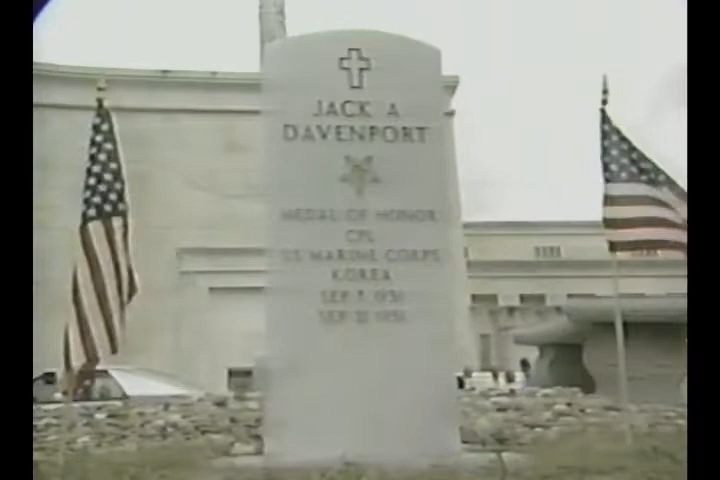 JACK A
DAVENPORT
MEDAL OF HONOR
CPL
US MARINE CORPS
KOREA
SEP 7 1931
SEP 21 1951